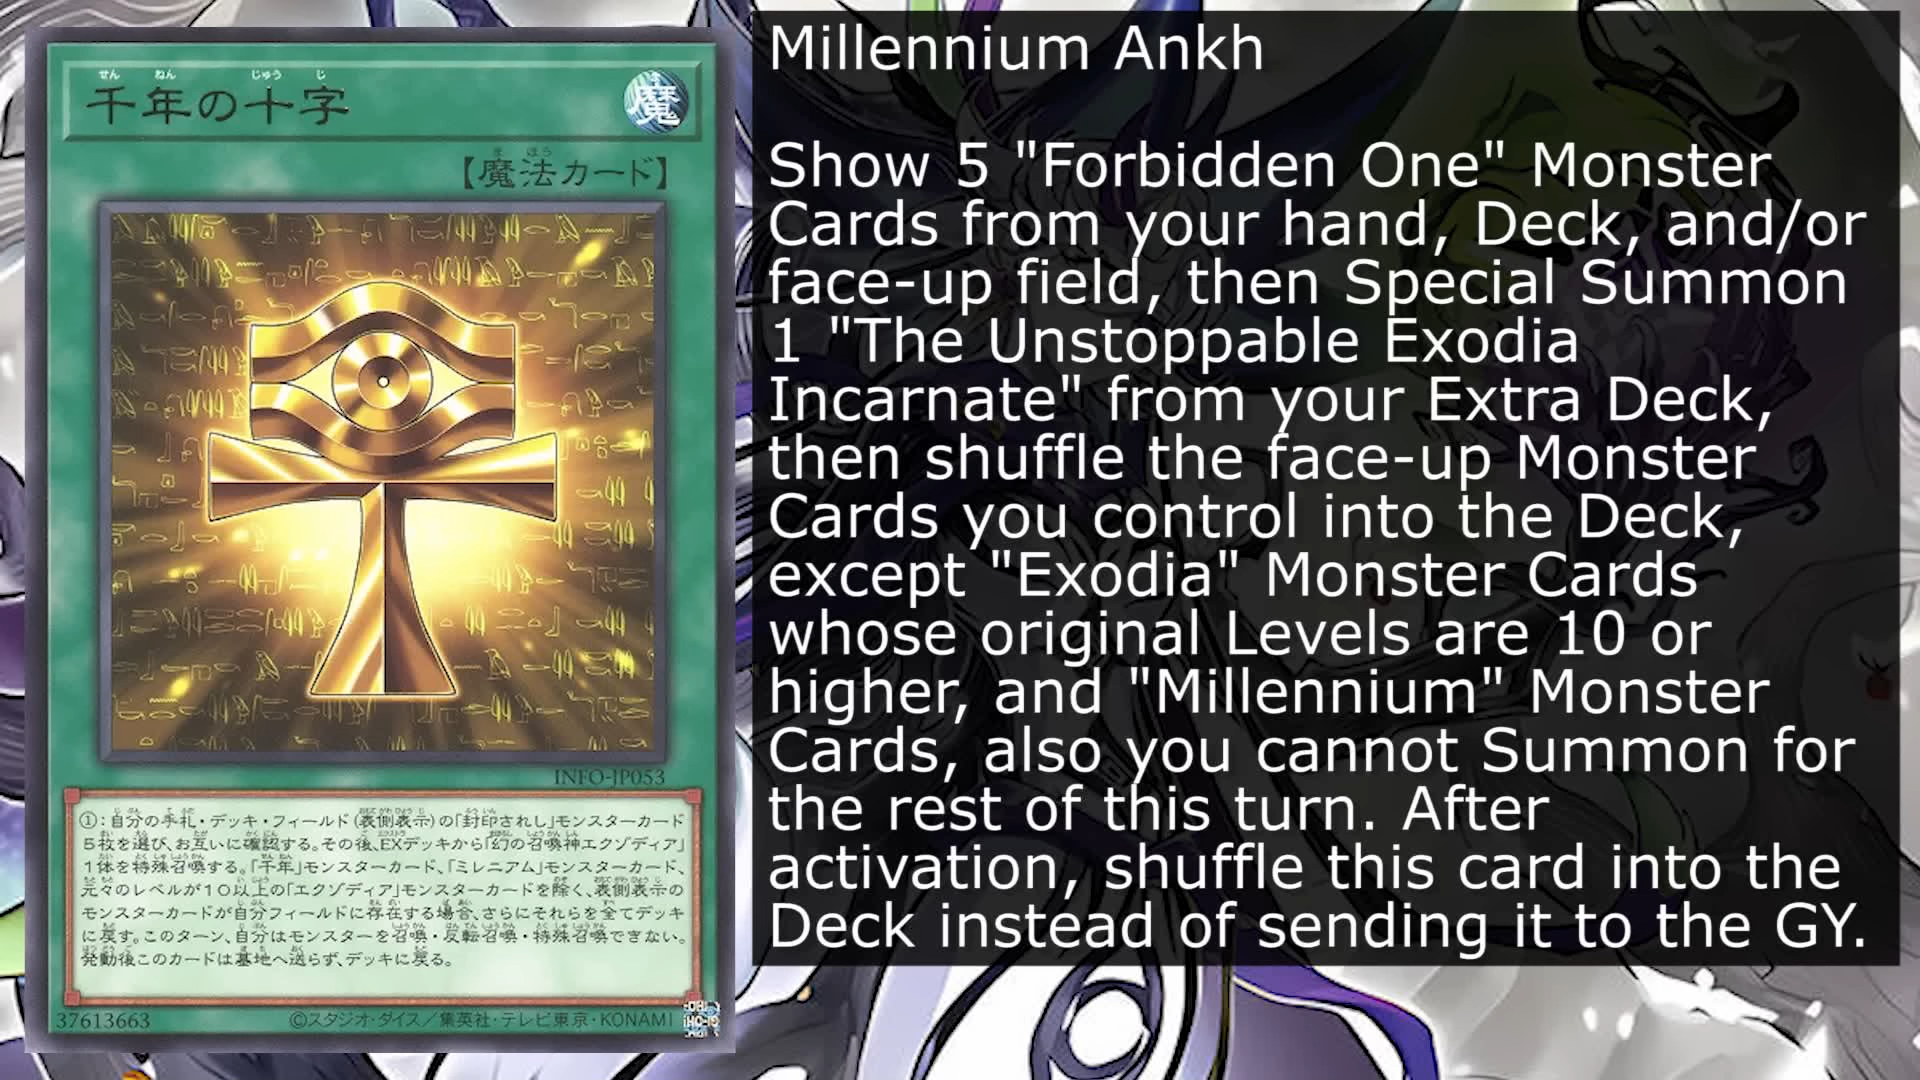 千年の十字
魔
【魔法カード】
INFO-JP053
①:自分の手札・デッキ・フィールド(表側表示)の「封印されし」モンスターカード
5枚を選び、お互いに確認する。その後、EXデッキから「幻の召喚神エクゾディア」
1体を特殊召喚する。「千年」モンスターカード、「ミレニアム」モンスターカード、
元々のレベルが10以上の「エクゾディア」モンスターカードを除く、表側表示の
モンスターカードが自分フィールドに存在する場合、さらにそれらを全てデッキ
に戻す。このターン、自分はモンスターを召喚・反転召喚・特殊召喚できない。
発動後このカードは墓地へ送らず、デッキに戻る。
37613663
©スタジオ・ダイス/集英社・テレビ東京・KONAMI
Millennium Ankh
Show 5 "Forbidden One" Monster
Cards from your hand, Deck, and/or
face-up field, then Special Summon
1 "The Unstoppable Exodia
Incarnate" from your Extra Deck,
then shuffle the face-up Monster
Cards you control into the Deck,
except "Exodia" Monster Cards
whose original Levels are 10 or
higher, and "Millennium" Monster
Cards, also you cannot Summon for
the rest of this turn. After
activation, shuffle this card into the
Deck instead of sending it to the GY.